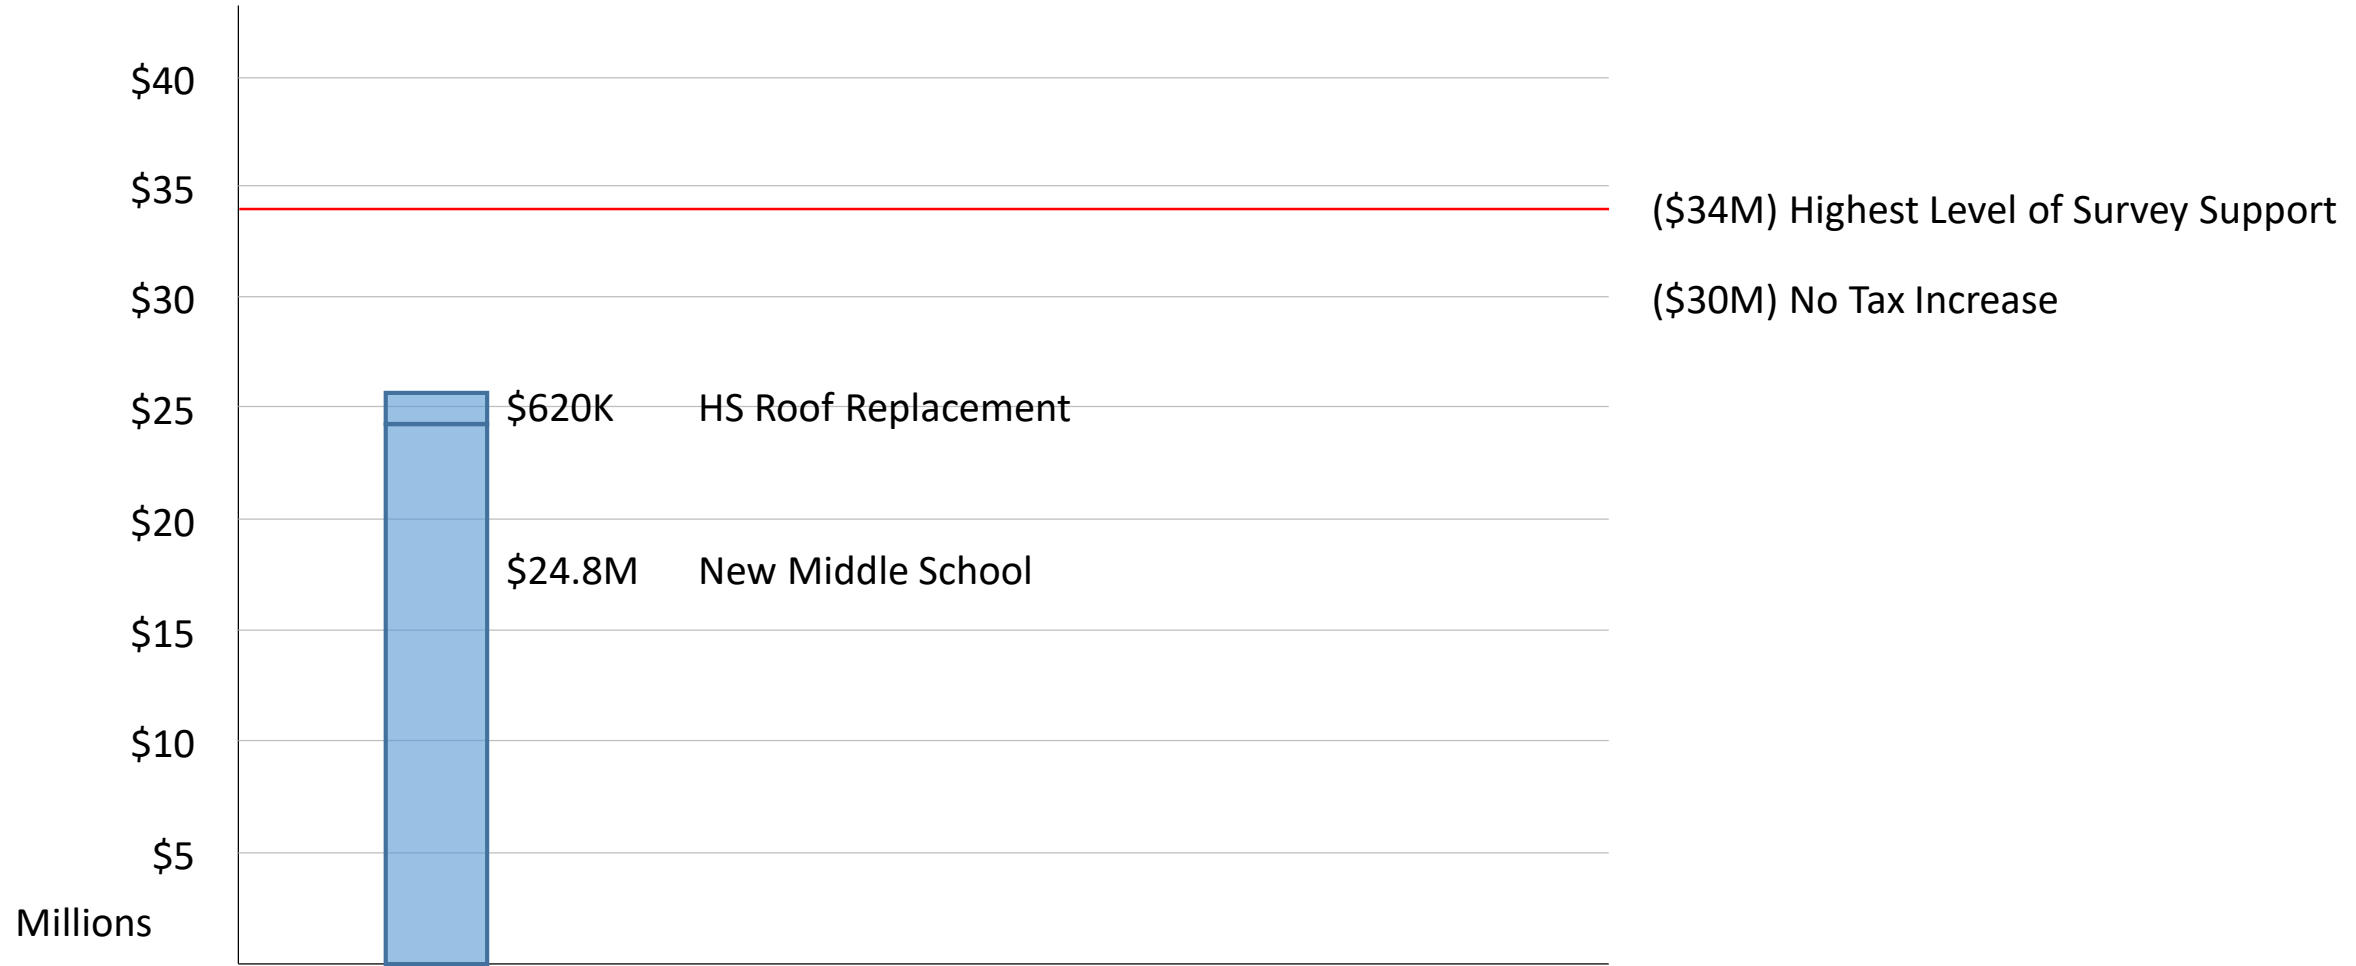 $40
$35
($34M) Highest Level of Survey Support
$30
($30M) No Tax Increase
$25
$620K HS Roof Replacement
$20
$24.8M New Middle School
$15
$10
$5
Millions